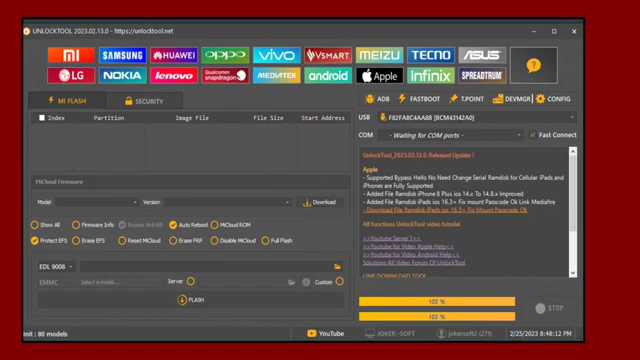 UNLOCKTOOL 2023.02.13.0 - https://unlocktool.net
mi SAMSUNG HUAWEI oppo vivo VSMART MEIZU TECNO ASUS
LG NOKIA lenovo Qualcomm snapdragon MEDIATEK android Apple Infinix SPREADTRUM
?
MI FLASH SECURITY
ADB FASTBOOT T.POINT DEVMGR CONFIG
Index Partition Image File File Size Start Address
USB F82FA8C4AA88 [BCM43142A0]
COM - Waiting for COM ports - Fast Connect
UnlockTool_2023.02.13.0 Released Update !
Apple
- Supported Bypass Hello No Need Change Serial Ramdisk for Cellular iPads and
iPhones are Fully Supported
- Added File Ramdisk iPhone 8 Plus ios 14.x To 14.8.x Improved
- Added File Ramdisk iPads ios 16.3+ Fix Mount Passcode Ok Link Mediafire
- Download File Ramdisk iPads ios 16.3+ Fix Mount Passcode Ok
All functions UnlockTool video tutorial
>>Youtube Server 1<<
>>Youtube for Video Apple Help<<
>>Youtube for Video Android Help<<
Solutions All Video Forum Of UnlockTool
LINE DOWNLOAD TOOL
MiCloud Firmware
Model Version Download
Show All Firmware Info Bypass Anti-RB Auto Reboot MiCloud ROM
Protect EFS Erase EFS Reset MiCloud Erase FRP Disable MiCloud Full Flash
EDL 9008
EMMC Select a model... Server Custom
FLASH
100 %
100 %
STOP
Init : 80 models YouTube JOKER-SOFT Jokersoft2 (271) 2/25/2023 8:48:12 PM